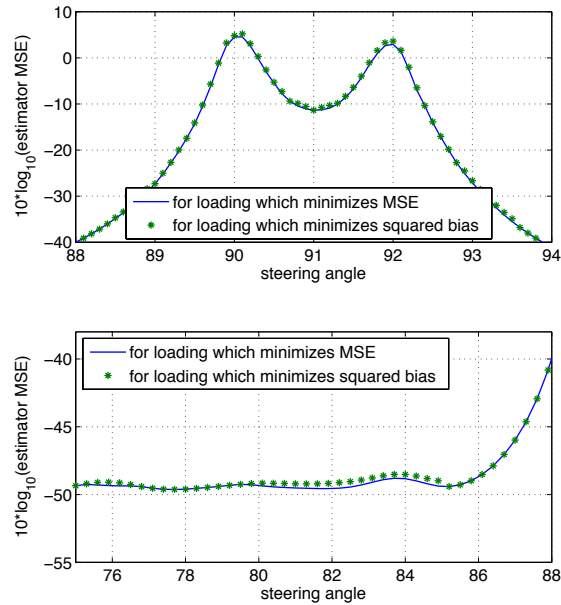 10
0
−10
−20
−30
−40
10*log10(estimator MSE)
for loading which minimizes MSE
for loading which minimizes squared bias
88 89 90 91 92 93 94
steering angle
−40
−45
−50
−55
10*log10(estimator MSE)
for loading which minimizes MSE
for loading which minimizes squared bias
76 78 80 82 84 86 88
steering angle